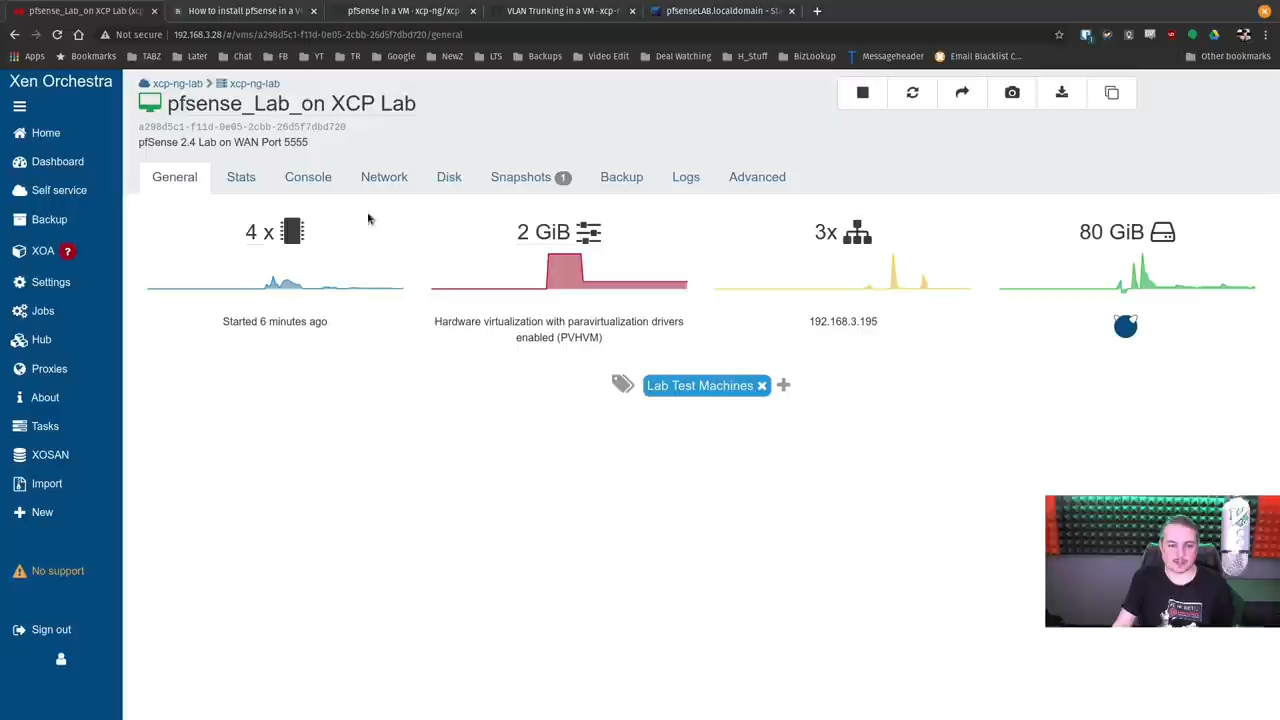 pfsense_Lab_on XCP Lab (xc
How to install pfSense in a V
pfSense in a VM · xcp-ng/xcp
VLAN Trunking in a VM · xcp-n
pfsenseLAB.localdomain - Sta
Not secure | 192.168.3.28/#/vms/a298d5c1-f11d-0e05-2cbb-26d5f7dbd720/general
Apps
Bookmarks
TABZ
Later
Chat
FB
YT
TR
Google
NewZ
LTS
Backups
Video Edit
Deal Watching
H_Stuff
BizLookup
Messageheader
Email Blacklist C...
Other bookmarks
Xen Orchestra
Home
Dashboard
Self service
Backup
XOA ?
Settings
Jobs
Hub
Proxies
About
Tasks
XOSAN
Import
New
No support
Sign out
xcp-ng-lab
xcp-ng-lab
pfsense_Lab_on XCP Lab
a298d5c1-f11d-0e05-2cbb-26d5f7dbd720
pfSense 2.4 Lab on WAN Port 5555
General
Stats
Console
Network
Disk
Snapshots 1
Backup
Logs
Advanced
4 x
2 GiB
3x
80 GiB
Started 6 minutes ago
Hardware virtualization with paravirtualization drivers
enabled (PVHVM)
192.168.3.195
Lab Test Machines